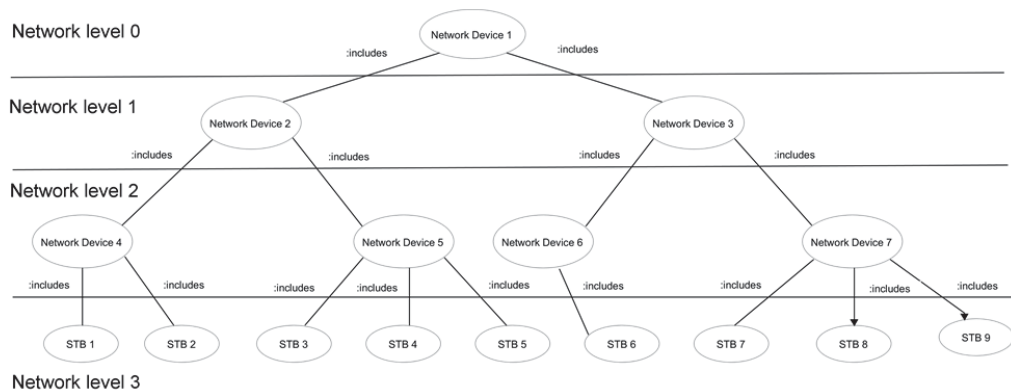 Network level 0
Network Device 1
:includes
:includes
Network level 1
Network Device 2
Network Device 3
:includes
:includes
:includes
:includes
Network level 2
Network Device 4
Network Device 5
Network Device 6
Network Device 7
:includes
:includes
:includes
:includes
:includes
:includes
:includes
:includes
:includes
STB 1
STB 2
STB 3
STB 4
STB 5
STB 6
STB 7
STB 8
STB 9
Network level 3